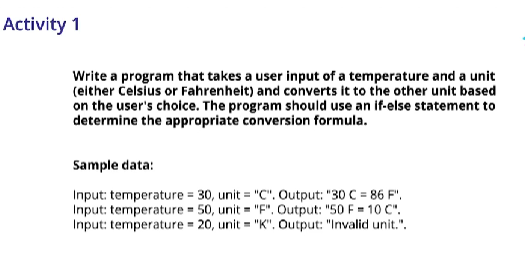 Activity 1
Write a program that takes a user input of a temperature and a unit
(either Celsius or Fahrenheit) and converts it to the other unit based
on the user's choice. The program should use an if-else statement to
determine the appropriate conversion formula.
Sample data:
Input: temperature = 30, unit = "C". Output: "30 C = 86 F".
Input: temperature = 50, unit = "F". Output: "50 F = 10 C".
Input: temperature = 20, unit = "K". Output: "Invalid unit.".